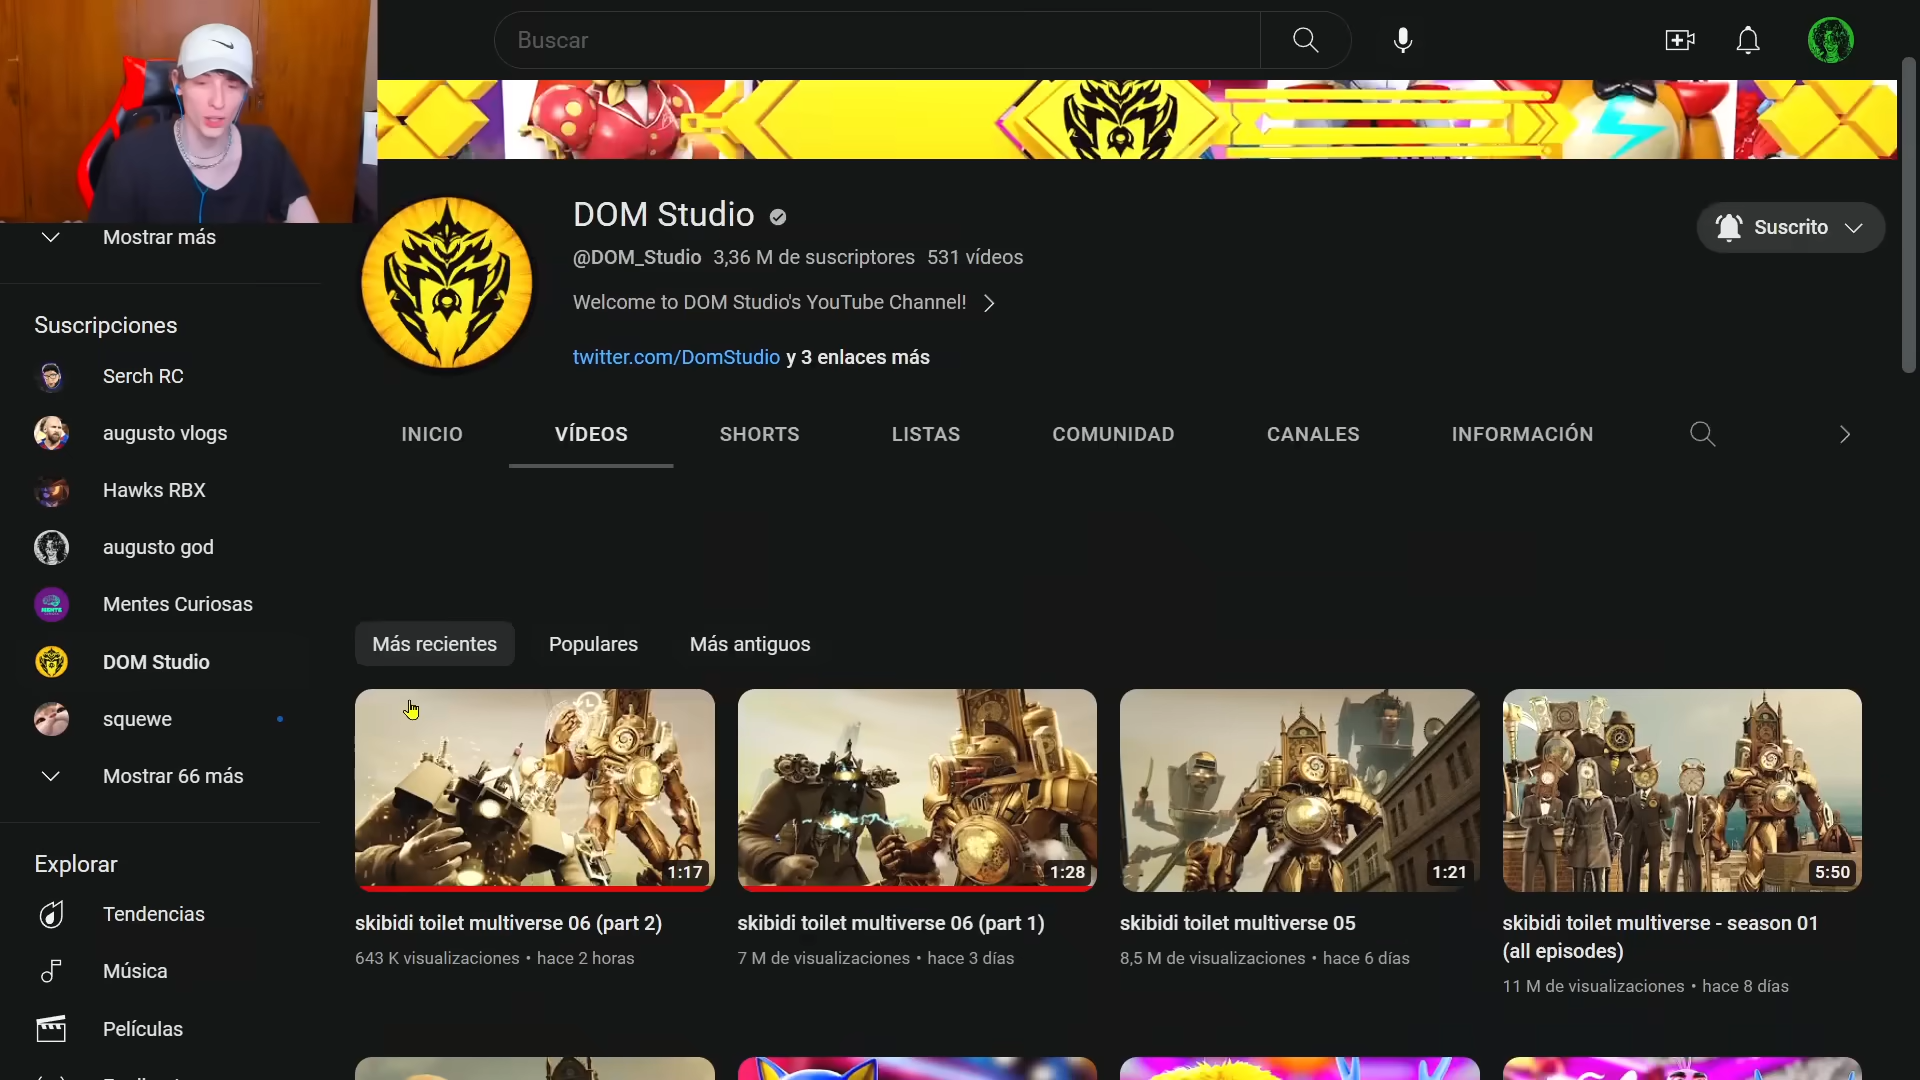 Buscar
DOM Studio
@DOM_Studio 3,36 M de suscriptores 531 vídeos
Welcome to DOM Studio's YouTube Channel!
twitter.com/DomStudio y 3 enlaces más
Suscrito
Mostrar más
Suscripciones
Serch RC
augusto vlogs
Hawks RBX
augusto god
Mentes Curiosas
DOM Studio
squewe
Mostrar 66 más
Explorar
Tendencias
Música
Películas
INICIO VÍDEOS SHORTS LISTAS COMUNIDAD CANALES INFORMACIÓN
Más recientes Populares Más antiguos
1:17
skibidi toilet multiverse 06 (part 2)
643 K visualizaciones • hace 2 horas
1:28
skibidi toilet multiverse 06 (part 1)
7 M de visualizaciones • hace 3 días
1:21
skibidi toilet multiverse 05
8,5 M de visualizaciones • hace 6 días
5:50
skibidi toilet multiverse - season 01
(all episodes)
11 M de visualizaciones • hace 8 días